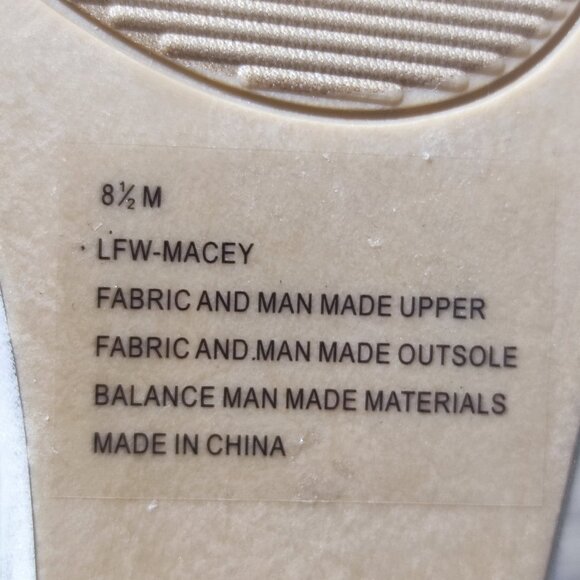 8½ M
LFW-MACEY
FABRIC AND MAN MADE UPPER
FABRIC AND.MAN MADE OUTSOLE
BALANCE MAN MADE MATERIALS
MADE IN CHINA